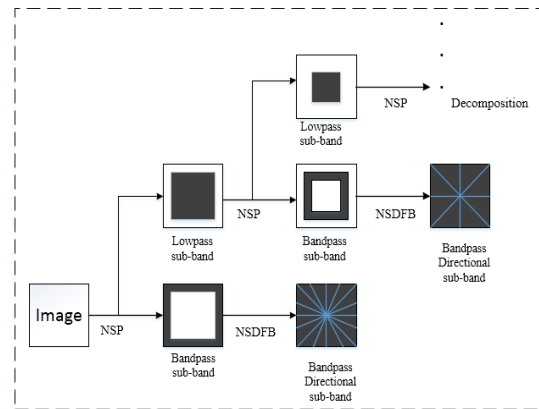 NSP
Decomposition
Lowpass
sub-band
Lowpass
sub-band
NSP
Bandpass
sub-band
NSDFB
Bandpass
Directional
sub-band
Image
NSP
Bandpass
sub-band
NSDFB
Bandpass
Directional
sub-band